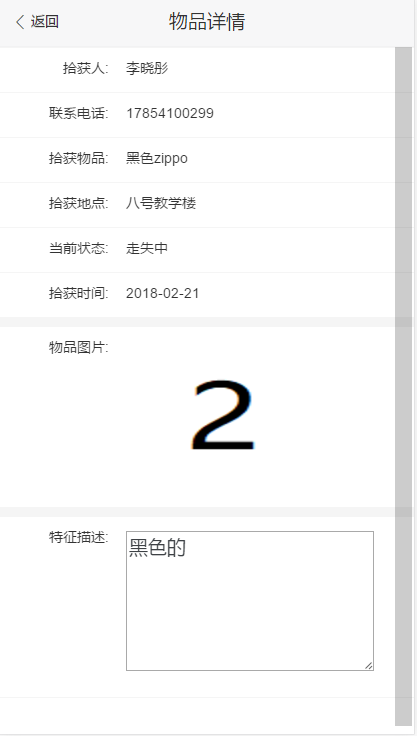 返回 物品详情
拾获人: 李晓彤
联系电话: 17854100299
拾获物品: 黑色zippo
拾获地点: 八号教学楼
当前状态: 走失中
拾获时间: 2018-02-21
物品图片:
2
特征描述: 黑色的